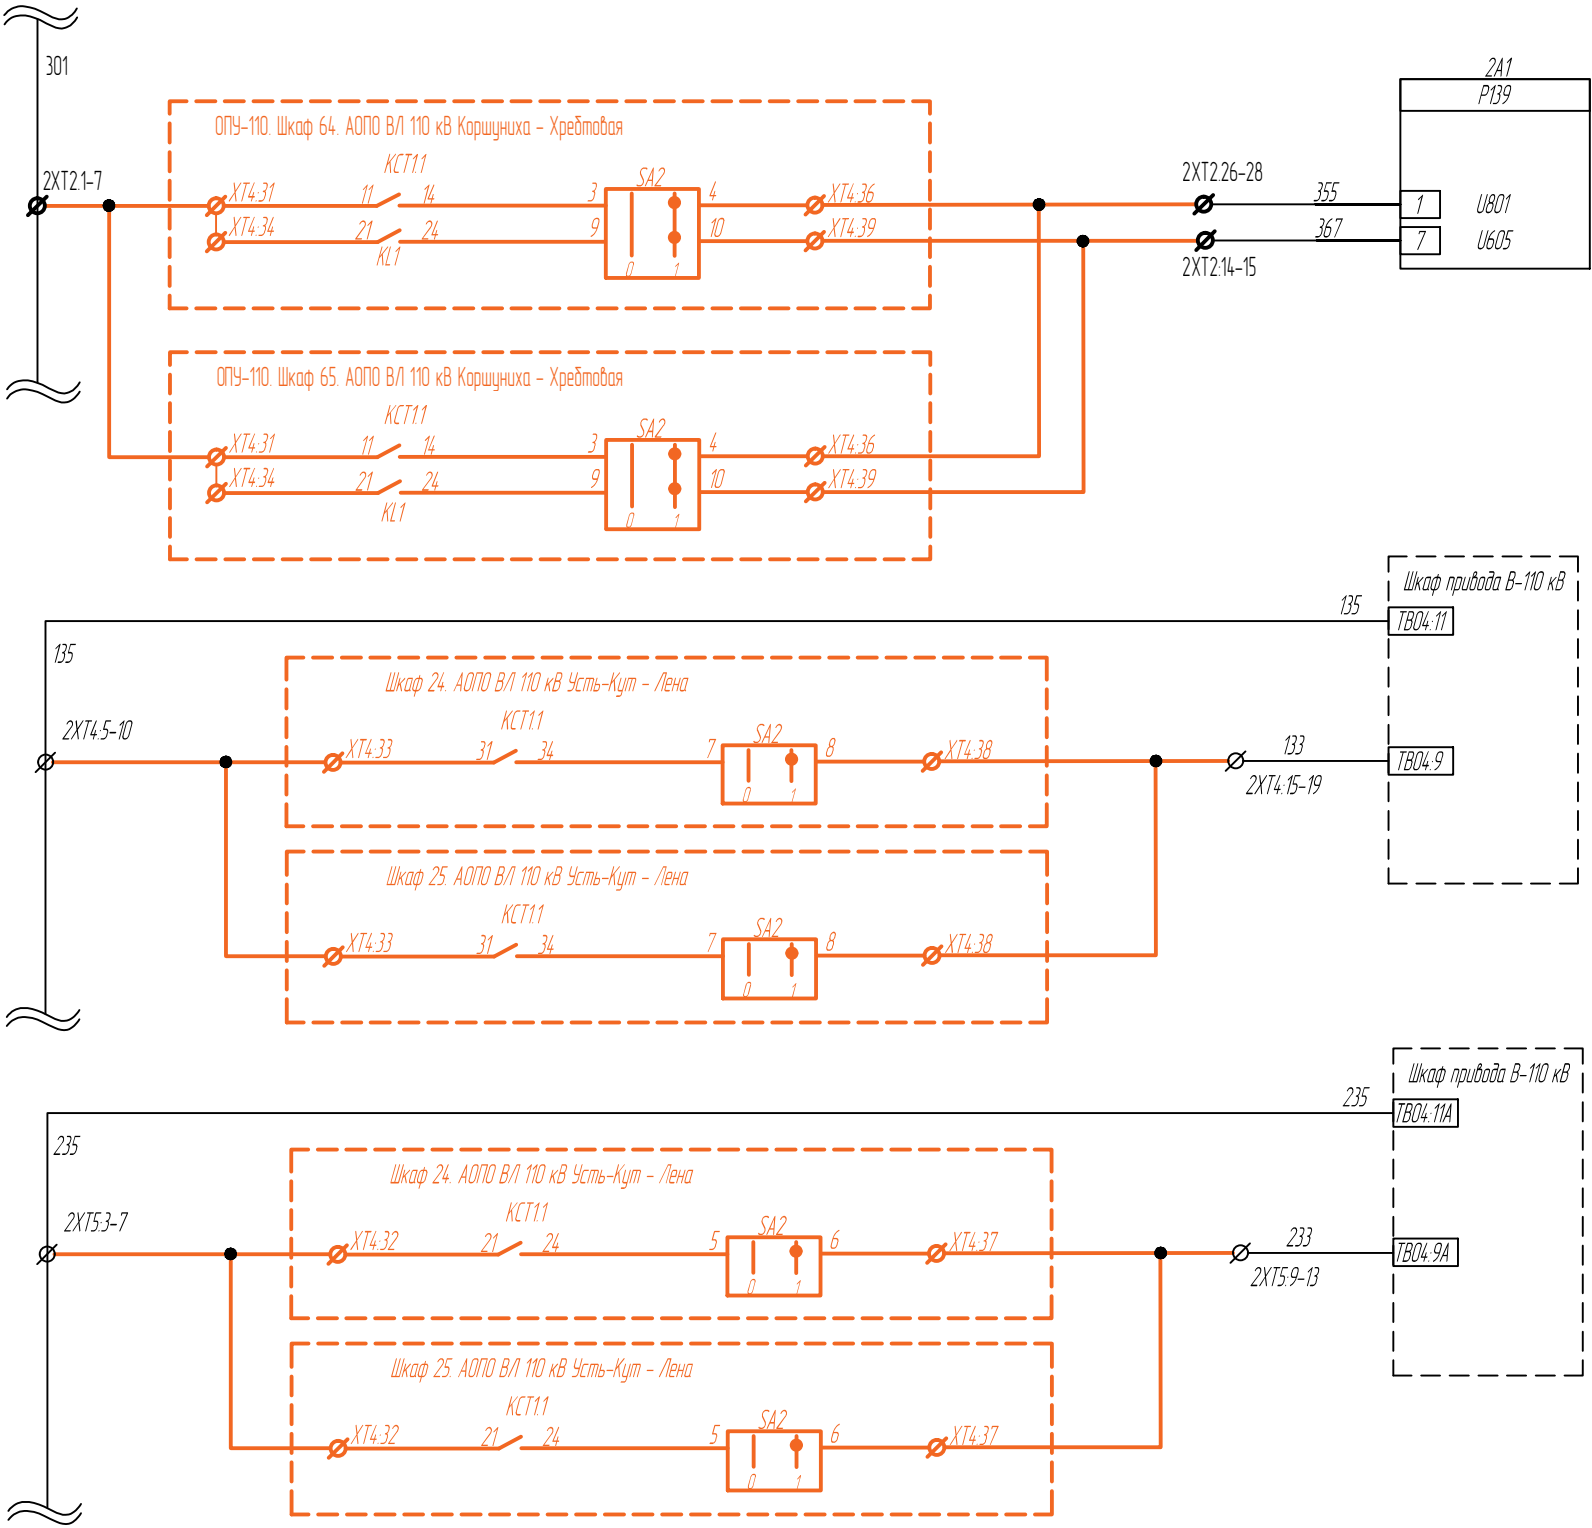 301
2А1
Р139
ОПУ-110. Шкаф 64. АОПО ВЛ 110 кВ Коршуниха - Хребтовая
КСТ1.1
SA2
2ХТ2.1-7
ХТ4:31
11
14
3
4
ХТ4:36
2ХТ2.26-28
355
1
U801
ХТ4:34
21
24
9
10
ХТ4:39
367
7
U605
KL1
0
1
2ХТ2:14-15
ОПУ-110. Шкаф 65. АОПО ВЛ 110 кВ Коршуниха - Хребтовая
КСТ1.1
SA2
ХТ4:31
11
14
3
4
ХТ4:36
ХТ4:34
21
24
9
10
ХТ4:39
KL1
0
1
Шкаф привода В-110 кВ
135
ТВ04:11
135
Шкаф 24. АОПО ВЛ 110 кВ Усть-Кут - Лена
КСТ1.1
SA2
2ХТ4:5-10
ХТ4:33
31
34
7
8
ХТ4:38
133
ТВ04:9
0
1
2ХТ4:15-19
Шкаф 25. АОПО ВЛ 110 кВ Усть-Кут - Лена
КСТ1.1
SA2
ХТ4:33
31
34
7
8
ХТ4:38
0
1
Шкаф привода В-110 кВ
235
ТВ04:11А
235
Шкаф 24. АОПО ВЛ 110 кВ Усть-Кут - Лена
КСТ1.1
SA2
2ХТ5:3-7
ХТ4:32
21
24
5
6
ХТ4:37
233
ТВ04:9А
0
1
2ХТ5:9-13
Шкаф 25. АОПО ВЛ 110 кВ Усть-Кут - Лена
КСТ1.1
SA2
ХТ4:32
21
24
5
6
ХТ4:37
0
1